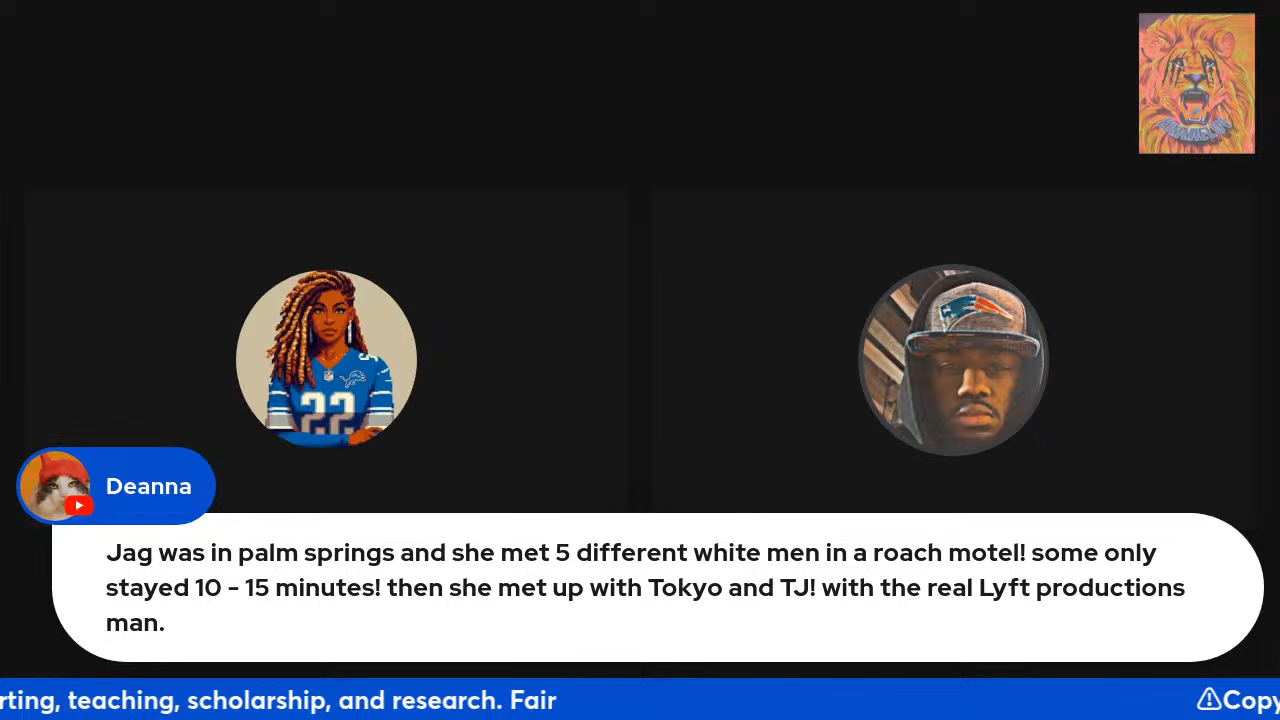 22
Deanna
Jag was in palm springs and she met 5 different white men in a roach motel! some only
stayed 10 - 15 minutes! then she met up with Tokyo and TJ! with the real Lyft productions
man.
rting, teaching, scholarship, and research. Fair
Copy